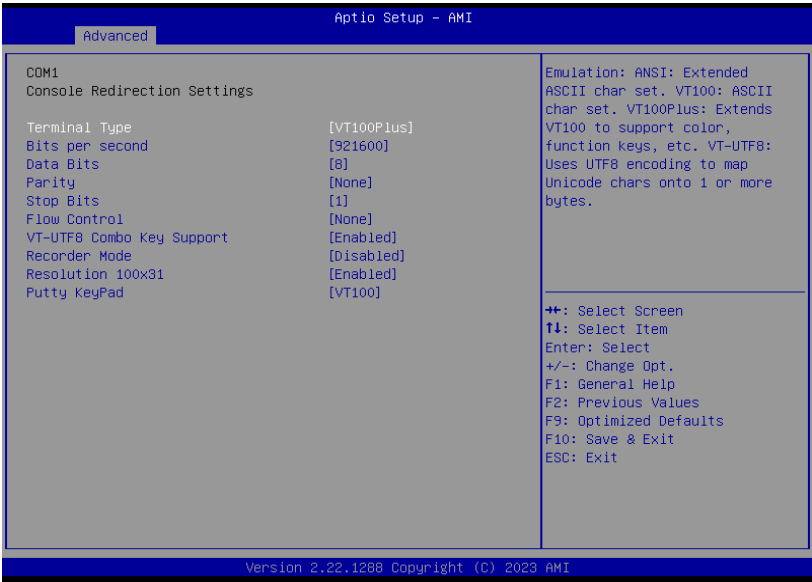 Aptio Setup – AMI
Advanced
COM1
Console Redirection Settings
Terminal Type [VT100Plus]
Bits per second [921600]
Data Bits [8]
Parity [None]
Stop Bits [1]
Flow Control [None]
VT-UTF8 Combo Key Support [Enabled]
Recorder Mode [Disabled]
Resolution 100x31 [Enabled]
Putty KeyPad [VT100]
Emulation: ANSI: Extended
ASCII char set. VT100: ASCII
char set. VT100Plus: Extends
VT100 to support color,
function keys, etc. VT-UTF8:
Uses UTF8 encoding to map
Unicode chars onto 1 or more
bytes.
→←: Select Screen
↑↓: Select Item
Enter: Select
+/-: Change Opt.
F1: General Help
F2: Previous Values
F9: Optimized Defaults
F10: Save & Exit
ESC: Exit
Version 2.22.1288 Copyright (C) 2023 AMI